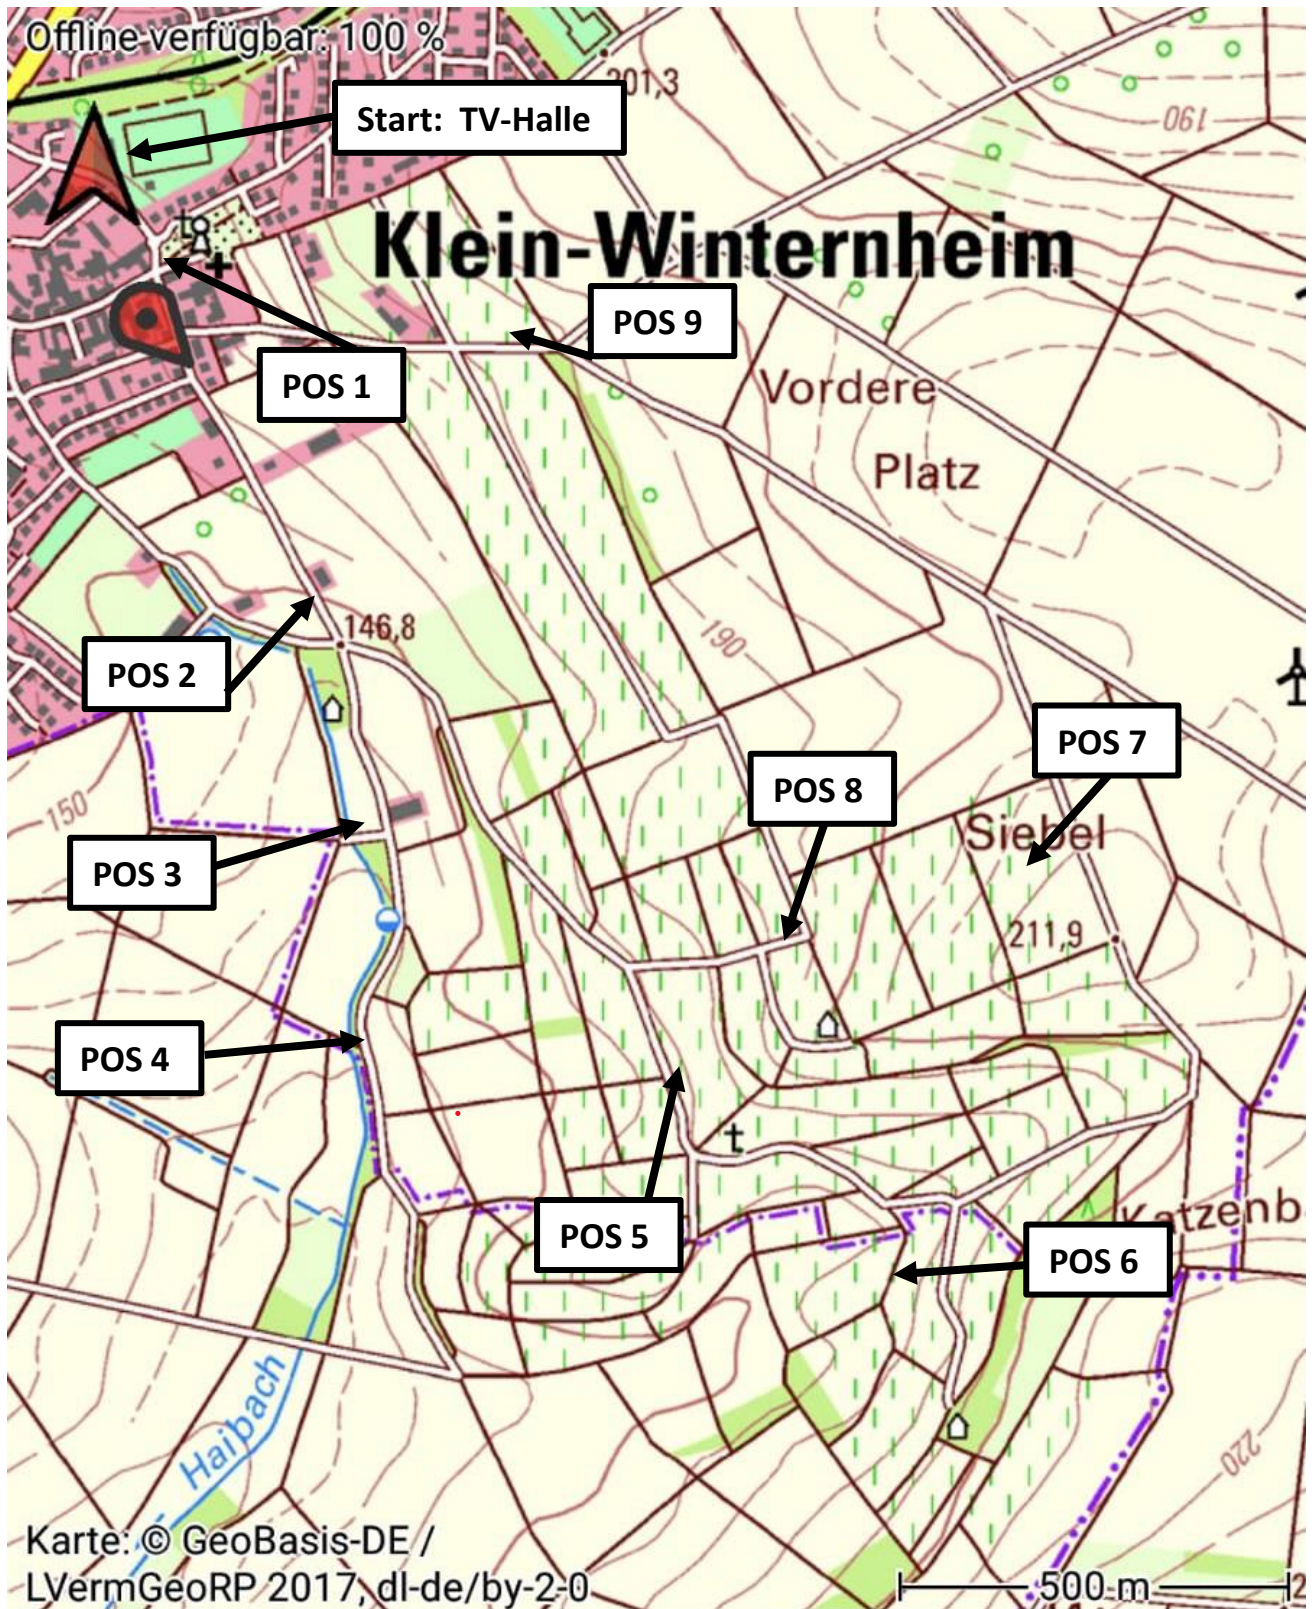 Offline verfügbar: 100 %
201,3
Start: TV-Halle
190
Klein-Winternheim
POS 9
POS 1
Vordere
Platz
146,8
190
POS 2
POS 7
POS 8
150
Siebel
POS 3
211,9
POS 4
POS 5
Katzenb
POS 6
Haibach
220
Karte: © GeoBasis-DE /
LVermGeoRP 2017, dl-de/by-2-0
500 m